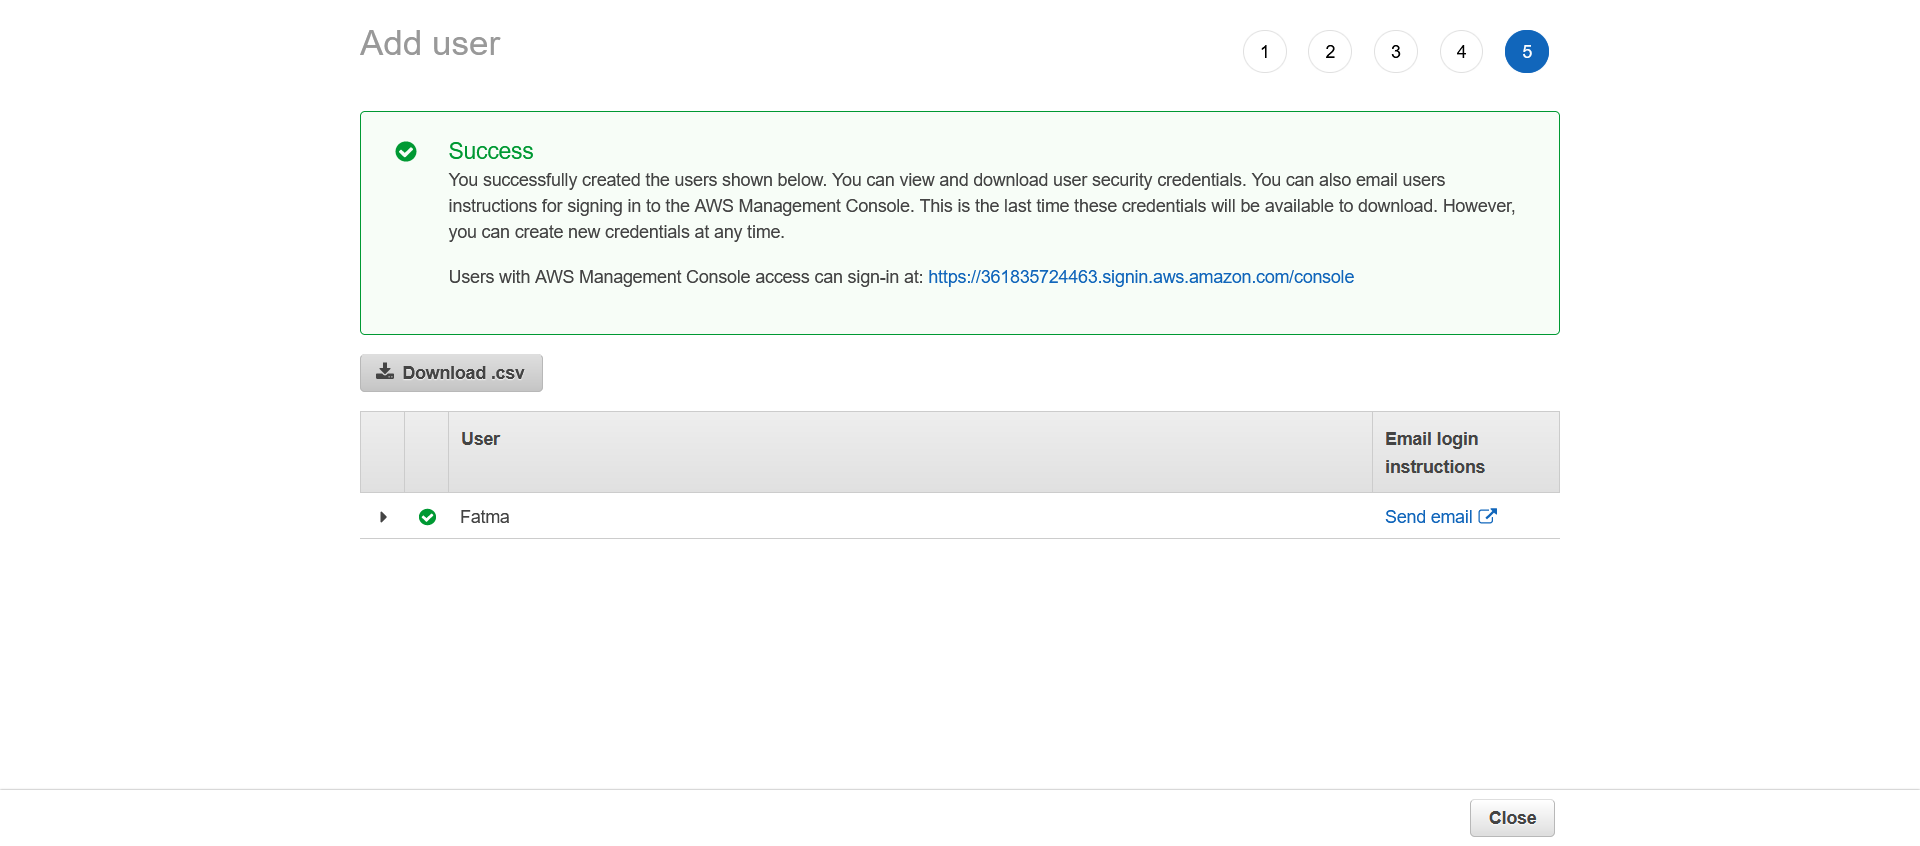 Add user
1 2 3 4 5
Success
You successfully created the users shown below. You can view and download user security credentials. You can also email users
instructions for signing in to the AWS Management Console. This is the last time these credentials will be available to download. However,
you can create new credentials at any time.
Users with AWS Management Console access can sign-in at: https://361835724463.signin.aws.amazon.com/console
Download .csv
User
Email login
instructions
Fatma
Send email
Close